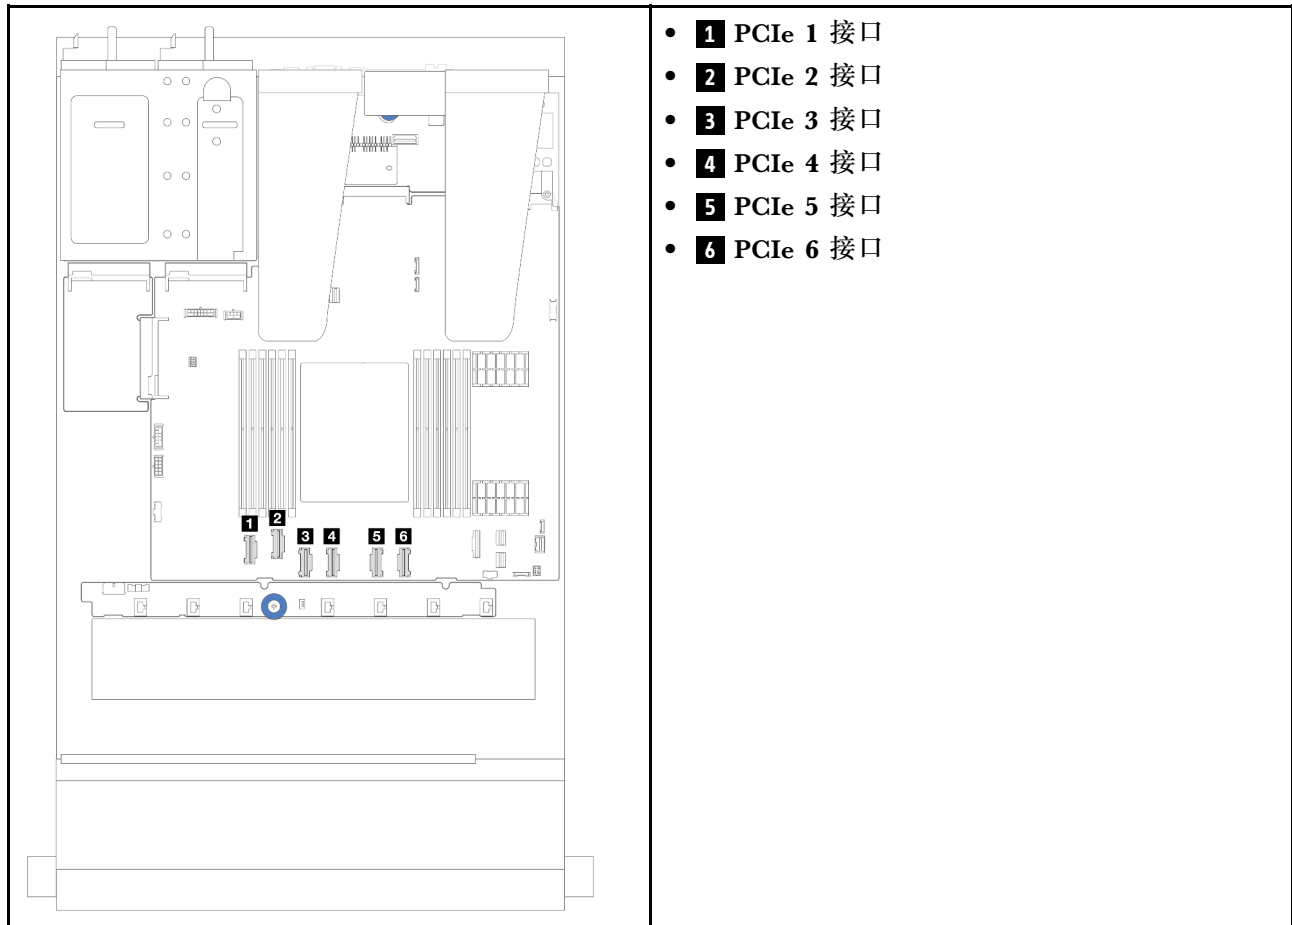 1
2
3
4
5
6
• 1 PCIe 1 接口
• 2 PCIe 2 接口
• 3 PCIe 3 接口
• 4 PCIe 4 接口
• 5 PCIe 5 接口
• 6 PCIe 6 接口